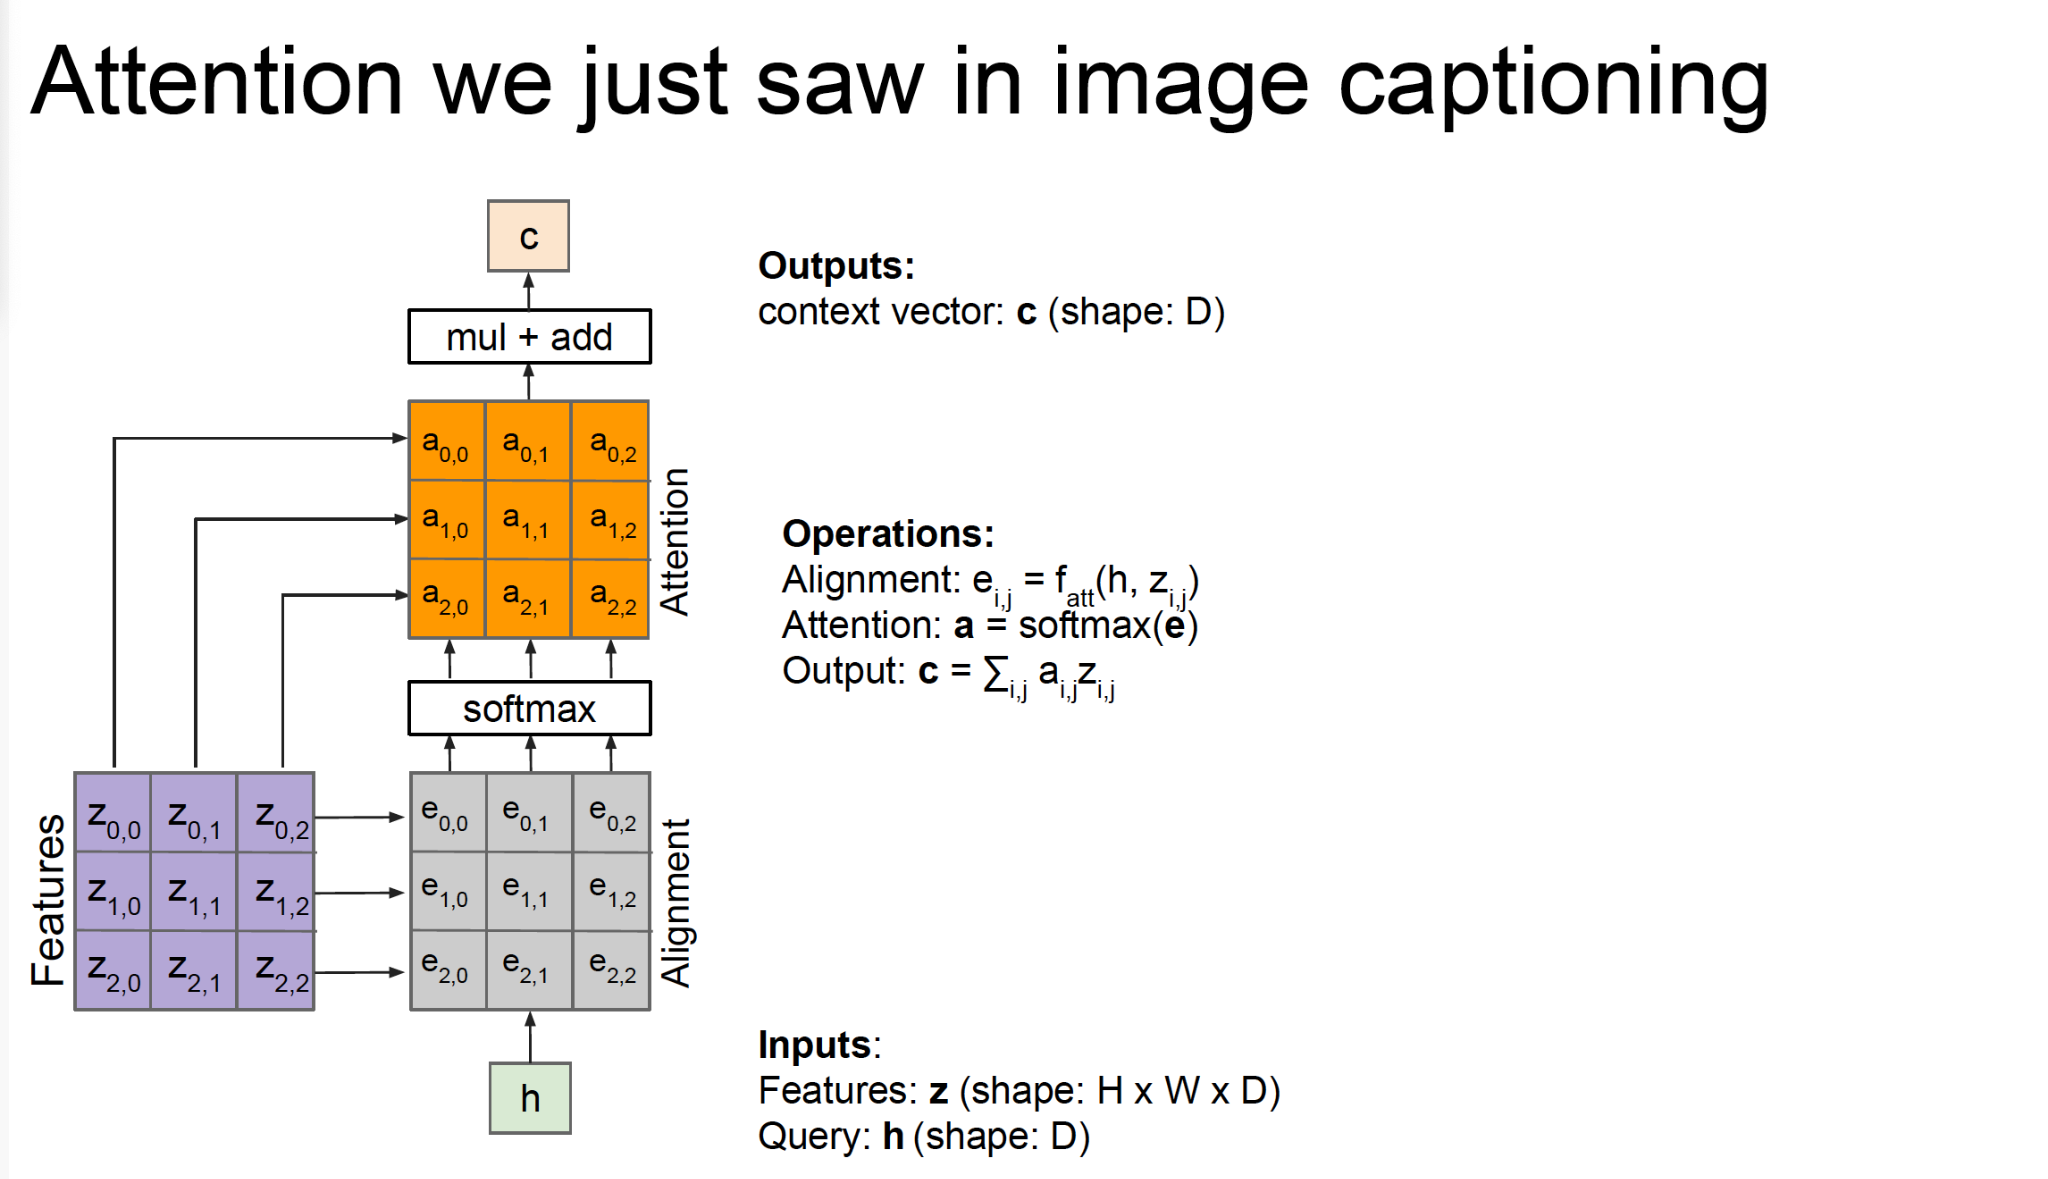 Attention we just saw in image captioning
c
mul + add
a0,0 a0,1 a0,2
a1,0 a1,1 a1,2
a2,0 a2,1 a2,2
Attention
softmax
Features
z0,0 z0,1 z0,2
z1,0 z1,1 z1,2
z2,0 z2,1 z2,2
e0,0 e0,1 e0,2
e1,0 e1,1 e1,2
e2,0 e2,1 e2,2
Alignment
h
Outputs:
context vector: c (shape: D)
Operations:
Alignment: ei,j = fatt(h, zi,j)
Attention: a = softmax(e)
Output: c = ∑i,j ai,jzi,j
Inputs:
Features: z (shape: H x W x D)
Query: h (shape: D)